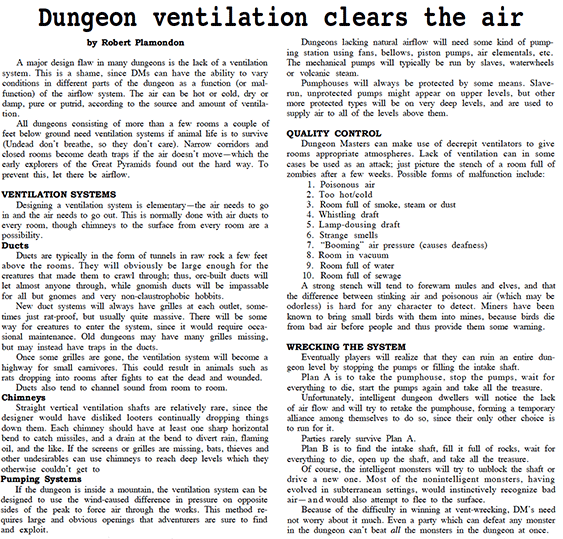 Dungeon ventilation clears the air
by Robert Plamondon
A major design flaw in many dungeons is the lack of a ventilation
system. This is a shame, since DMs can have the ability to vary
conditions in different parts of the dungeon as a function (or mal-
function) of the airflow system. The air can be hot or cold, dry or
damp, pure or putrid, according to the source and amount of ventila-
tion.
All dungeons consisting of more than a few rooms a couple of
feet below ground need ventilation systems if animal life is to survive
(Undead don't breathe, so they don't care). Narrow corridors and
closed rooms become death traps if the air doesn't move—which the
early explorers of the Great Pyramids found out the hard way. To
prevent this, let there be airflow.
VENTILATION SYSTEMS
Designing a ventilation system is elementary—the air needs to go
in and the air needs to go out. This is normally done with air ducts to
every room, though chimneys to the surface from every room are a
possibility.
Ducts
Ducts are typically in the form of tunnels in raw rock a few feet
above the rooms. They will obviously be large enough for the
creatures that made them to crawl through; thus, orc-built ducts will
let almost anybody through, while gnomish ducts will be impassable
for all but gnomes and very non-claustrophobic hobbits.
New duct systems will always have grilles at each outlet, some-
times just rat-proof, but usually quite massive. There will be some
way for creatures to enter the system, since it would require occa-
sional maintenance. Old dungeons may have many grilles missing,
but may instead have traps in the ducts.
Once some grilles are gone, the ventilation system will become a
highway for small carnivores. This could result in animals such as
rats dropping into rooms after fights to eat the dead and wounded.
Ducts also tend to channel sound from room to room.
Chimneys
Straight vertical ventilation shafts are relatively rare, since the
designer would have disliked looters continually dropping things
down them. Each chimney should have at least one sharp horizontal
bend to catch missiles, and a drain at the bend to divert rain, flaming
oil, and the like. If the screens or grilles are missing, bats, thieves and
other undesirables can use chimneys to reach deep levels which they
otherwise couldn't get to
Pumping Systems
If the dungeon is inside a mountain, the ventilation system can be
designed to use the wind-caused difference in pressure on opposite
sides of the peak to force air through the works. This method re-
quires large and obvious openings that adventurers are sure to find
and exploit.
Dungeons lacking natural airflow will need some kind of pump-
ing station using fans, bellows, piston pumps, air elementals, etc.
The mechanical pumps will typically be run by slaves, waterwheels
or volcanic steam.
Pumphouses will always be protected by some means. Slave-
run, unprotected pumps might appear on upper levels, but other
more protected types will be on very deep levels, and are used to
supply air to all of the levels above them.
QUALITY CONTROL
Dungeon Masters can make use of decrepit ventilators to give
rooms appropriate atmospheres. Lack of ventilation can in some
cases be used as an attack; just picture the stench of a room full of
zombies after a few weeks. Possible forms of malfunction include:
1. Poisonous air
2. Too hot/cold
3. Room full of smoke, steam or dust
4. Whistling draft
5. Lamp-dousing draft
6. Strange smells
7. "Booming" air pressure (causes deafness)
8. Room in vacuum
9. Room full of water
10. Room full of sewage
A strong stench will tend to forewarn mules and elves, and that
the difference between stinking air and poisonous air (which may be
odorless) is hard for any character to detect. Miners have been
known to bring small birds with them into mines, because birds die
from bad air before people and thus provide them some warning.
WRECKING THE SYSTEM
Eventually players will realize that they can ruin an entire dun-
geon level by stopping the pumps or filling the intake shaft.
Plan A is to take the pumphouse, stop the pumps, wait for
everything to die, start the pumps again and take all the treasure.
Unfortunately, intelligent dungeon dwellers will notice the lack
of air flow and will try to retake the pumphouse, forming a temporary
alliance among themselves to do so, since their only other choice is
to run for it.
Parties rarely survive Plan A.
Plan B is to find the intake shaft, fill it full of rocks, wait for
everything to die, open up the shaft, and take all the treasure.
Of course, the intelligent monsters will try to unblock the shaft or
drive a new one. Most of the nonintelligent monsters, having
evolved in subterranean settings, would instinctively recognize bad
air—and would also attempt to flee to the surface.
Because of the difficulty in winning at vent-wrecking, DM's need
not worry about it much. Even a party which can defeat any monster
in the dungeon can't beat all the monsters in the dungeon at once.